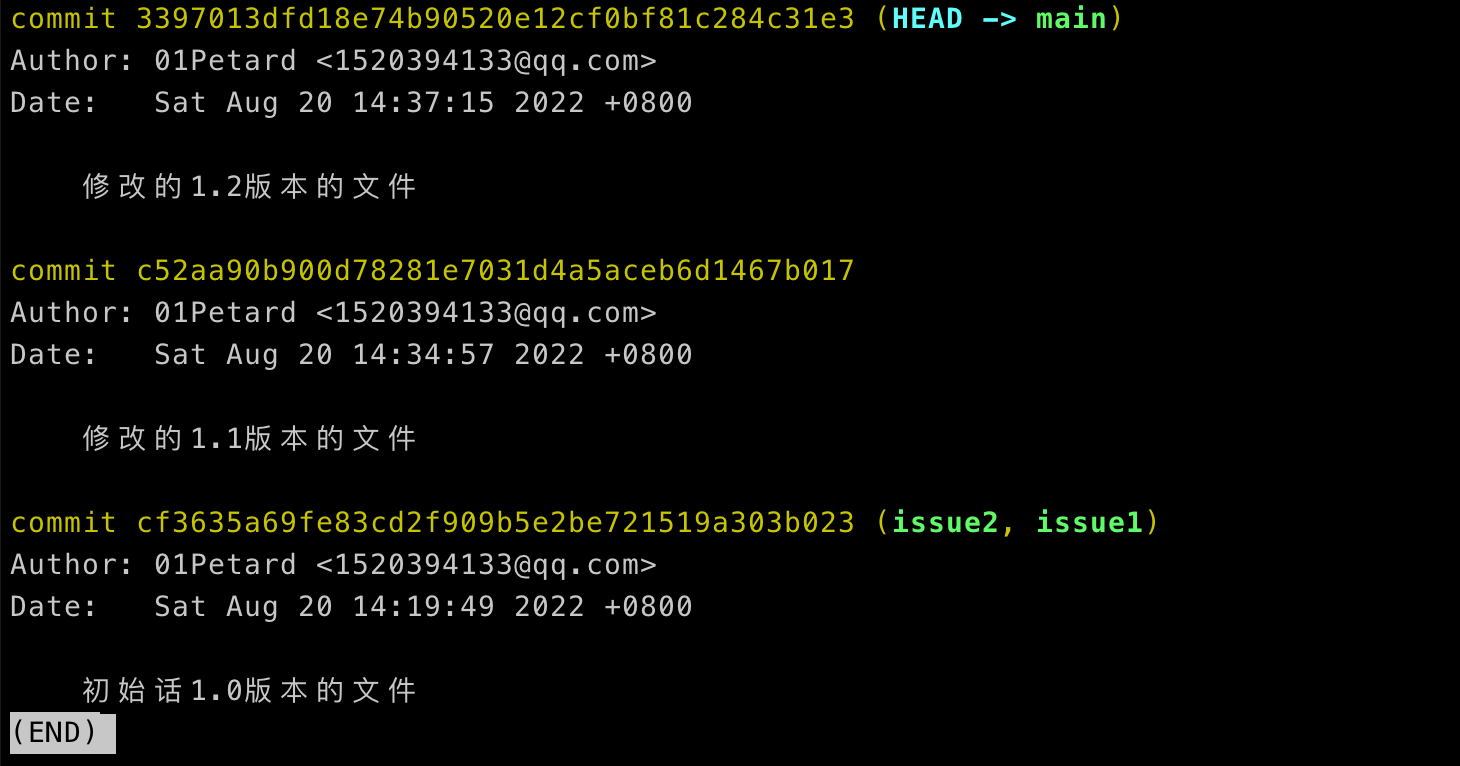 commit 3397013dfd18e74b90520e12cf0bf81c284c31e3 (HEAD -> main)
Author: 01Petard <1520394133@qq.com>
Date:   Sat Aug 20 14:37:15 2022 +0800
修改的1.2版本的文件
commit c52aa90b900d78281e7031d4a5aceb6d1467b017
Author: 01Petard <1520394133@qq.com>
Date:   Sat Aug 20 14:34:57 2022 +0800
修改的1.1版本的文件
commit cf3635a69fe83cd2f909b5e2be721519a303b023 (issue2, issue1)
Author: 01Petard <1520394133@qq.com>
Date:   Sat Aug 20 14:19:49 2022 +0800
初始话1.0版本的文件
(END)